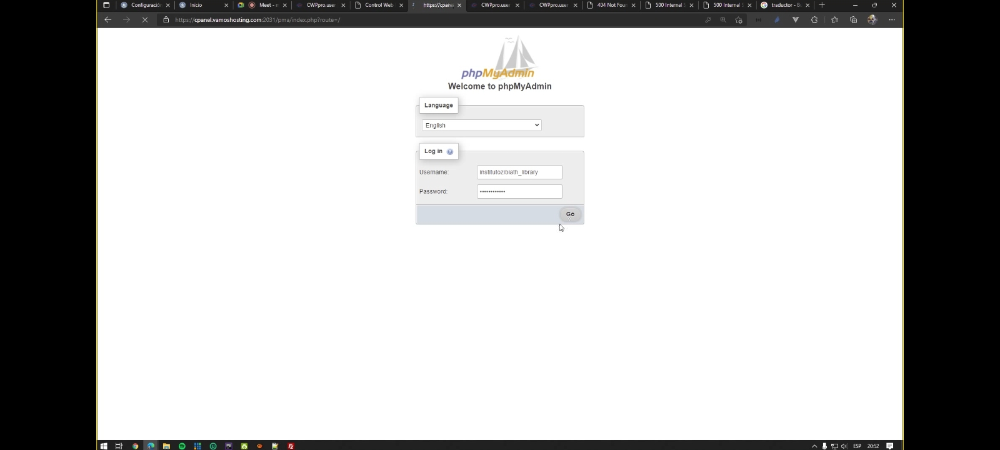 Configuración
Inicio
Meet - m
CWPpro.user
Control Web
https://cpane
CWPpro.user
CWPpro.user
404 Not Foun
500 Internal S
500 Internal S
traductor - Bu
https://cpanel.vamoshosting.com:2031/pma/index.php?route=/
phpMyAdmin
Welcome to phpMyAdmin
Language
English
Log in
Username:
institutozibiath_library
Password:
Go
ESP
20:52